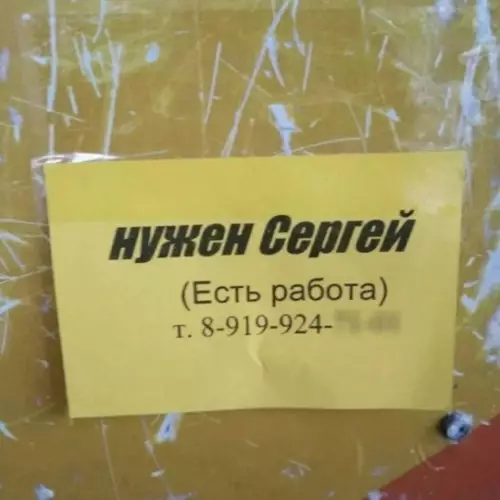 нужен Сергей
(Есть работа)
т. 8-919-924-